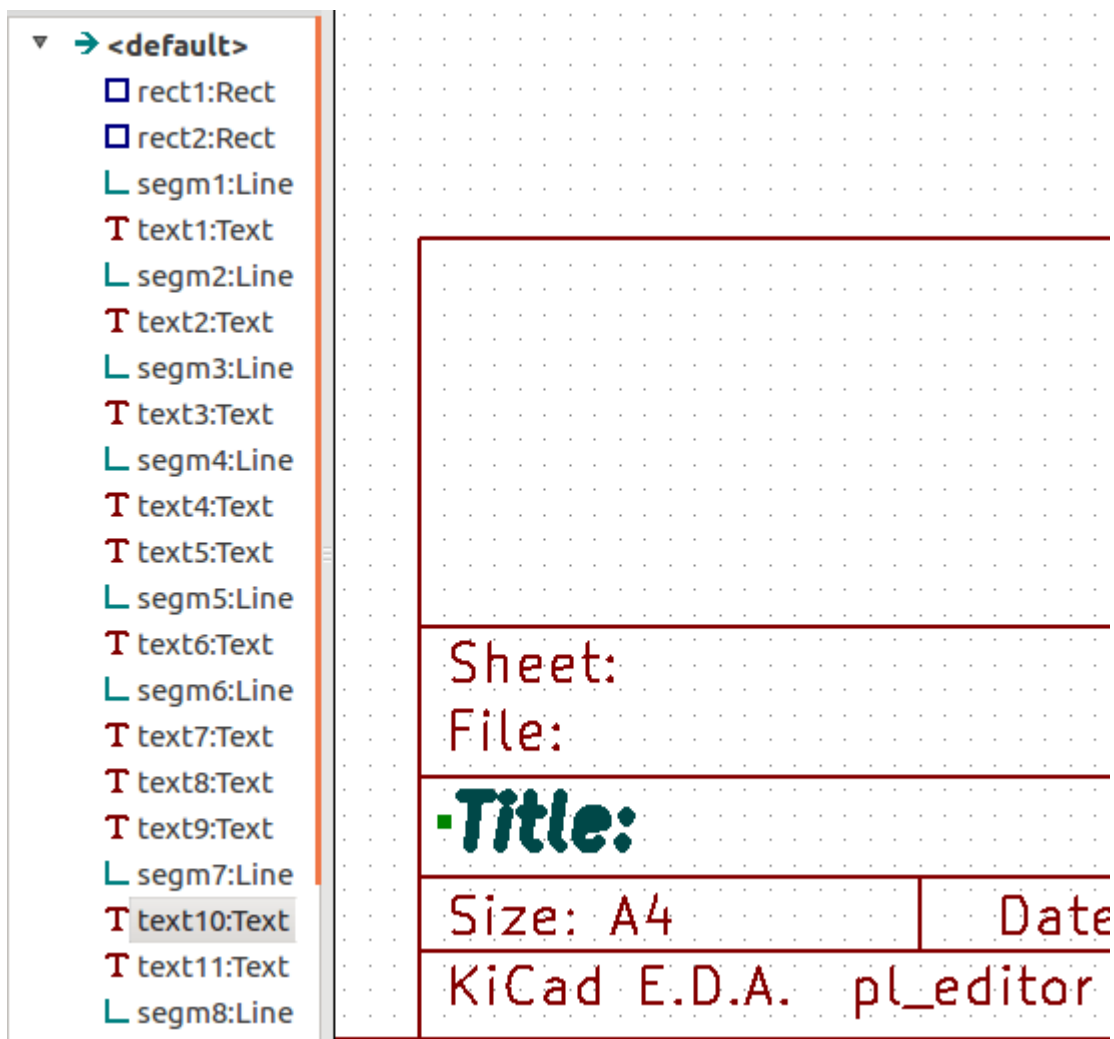 <default>
rect1:Rect
rect2:Rect
segm1:Line
text1:Text
segm2:Line
text2:Text
segm3:Line
text3:Text
segm4:Line
text4:Text
text5:Text
segm5:Line
text6:Text
segm6:Line
text7:Text
text8:Text
text9:Text
segm7:Line
text10:Text
text11:Text
segm8:Line
Sheet:
File:
Title:
Size: A4 Date
KiCad E.D.A. pl_editor